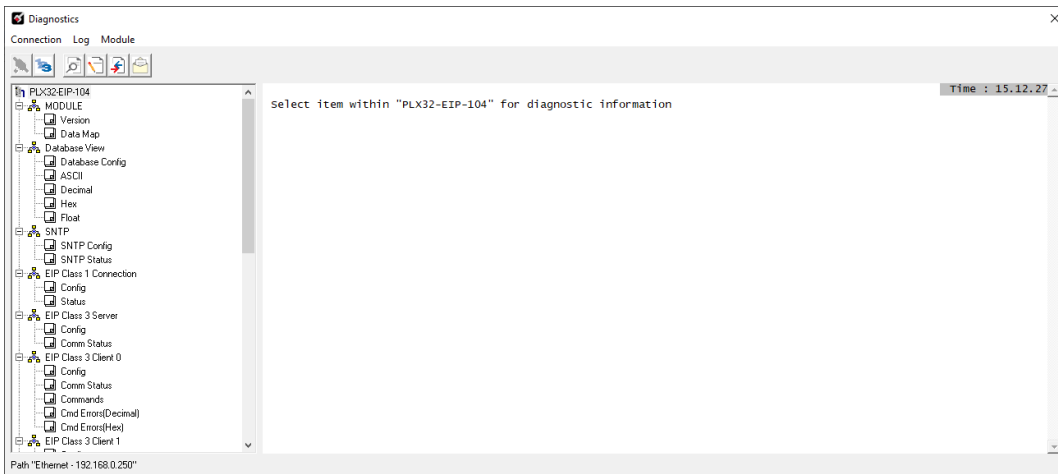 Diagnostics
Connection Log Module
PLX32-EIP-104
MODULE
Version
Data Map
Database View
Database Config
ASCII
Decimal
Hex
Float
SNTP
SNTP Config
SNTP Status
EIP Class 1 Connection
Config
Status
EIP Class 3 Server
Config
Comm Status
EIP Class 3 Client 0
Config
Comm Status
Commands
Cmd Errors(Decimal)
Cmd Errors(Hex)
EIP Class 3 Client 1
Time : 15.12.27
Select item within "PLX32-EIP-104" for diagnostic information
Path "Ethernet - 192.168.0.250"